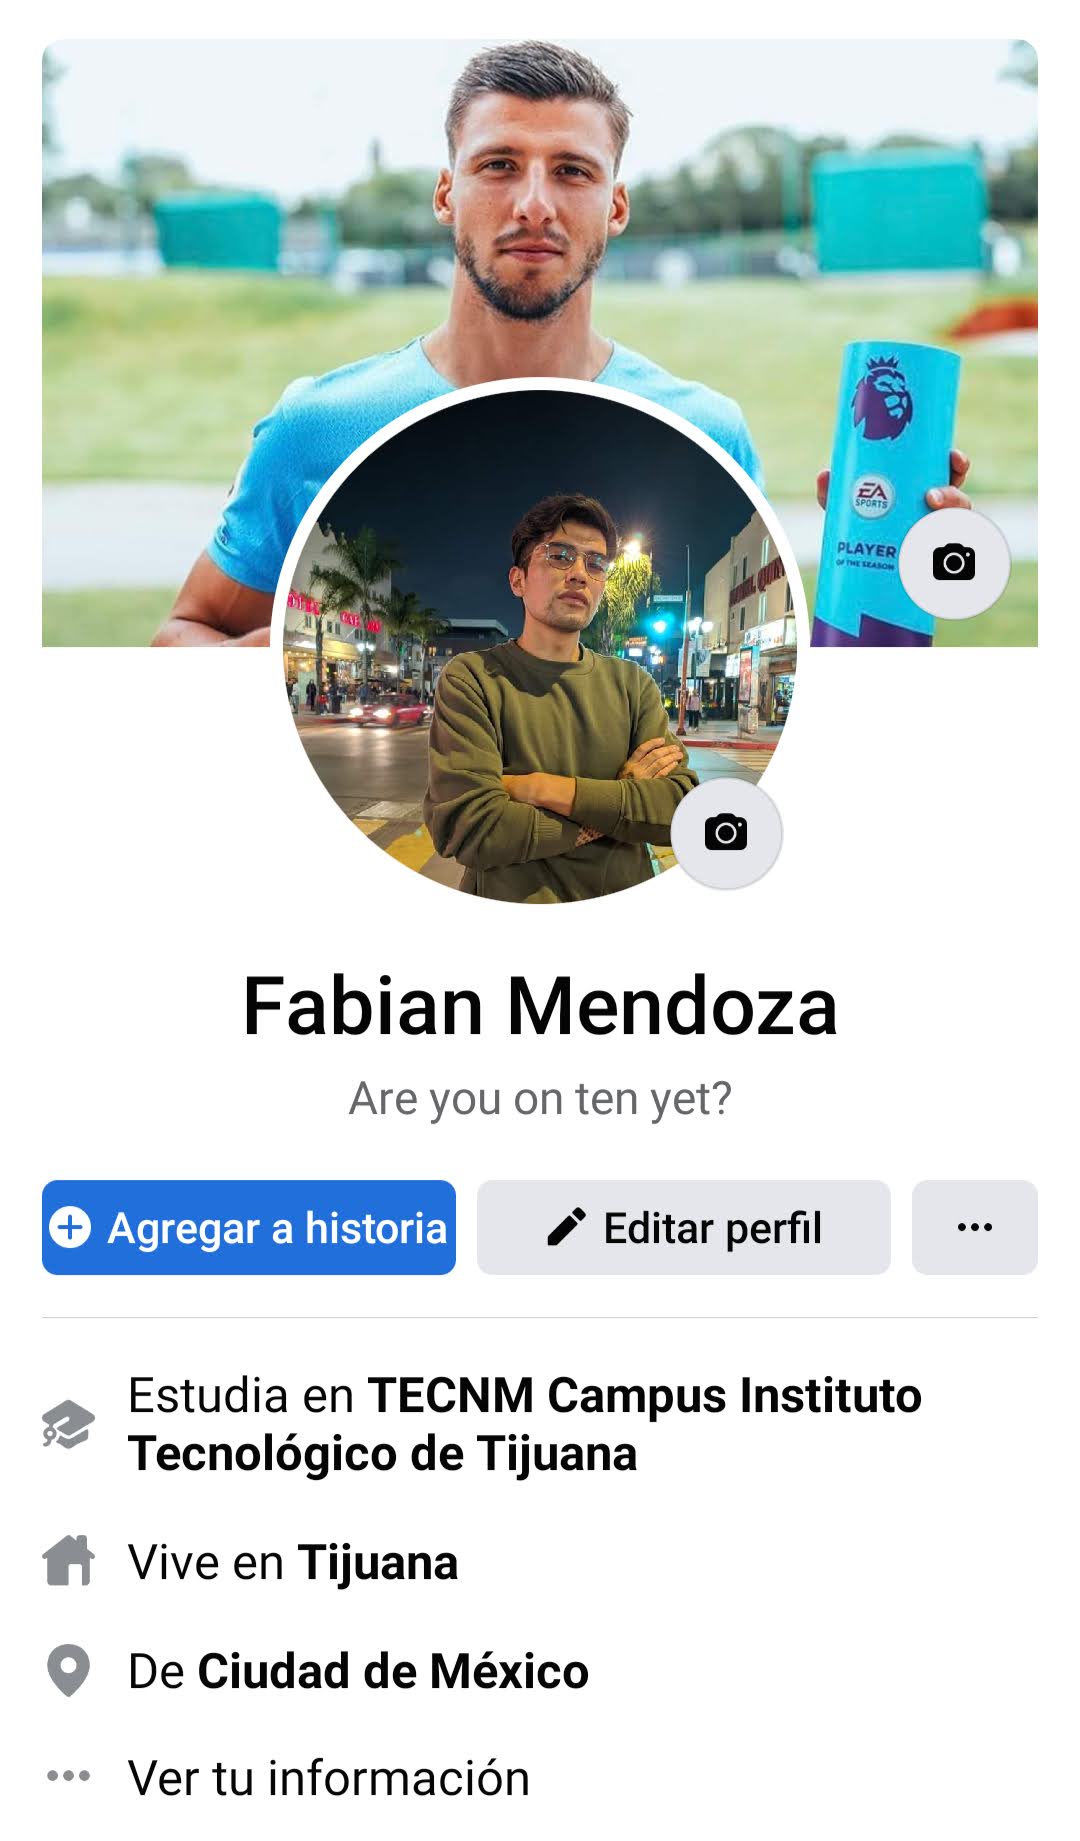 EA
SPORTS
PLAYER
OF THE SEASON
Fabian Mendoza
Are you on ten yet?
Agregar a historia
Editar perfil
Estudia en TECNM Campus Instituto
Tecnológico de Tijuana
Vive en Tijuana
De Ciudad de México
Ver tu información